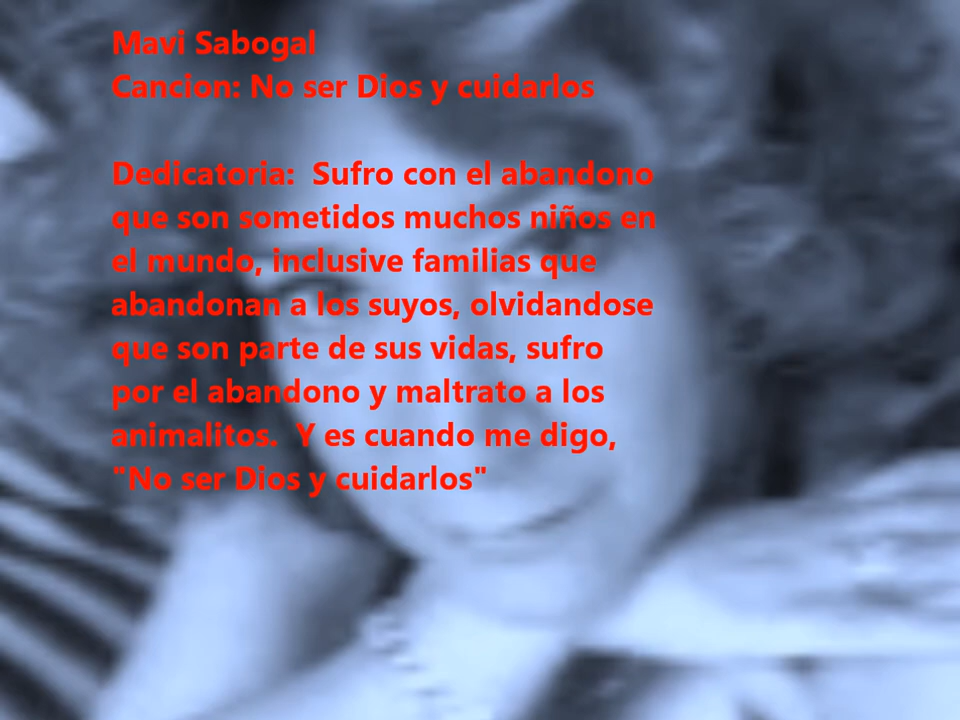 Mavi Sabogal
Cancion: No ser Dios y cuidarlos
Dedicatoria:  Sufro con el abandono
que son sometidos muchos niños en
el mundo, inclusive familias que
abandonan a los suyos, olvidandose
que son parte de sus vidas, sufro
por el abandono y maltrato a los
animalitos.  Y es cuando me digo,
"No ser Dios y cuidarlos"